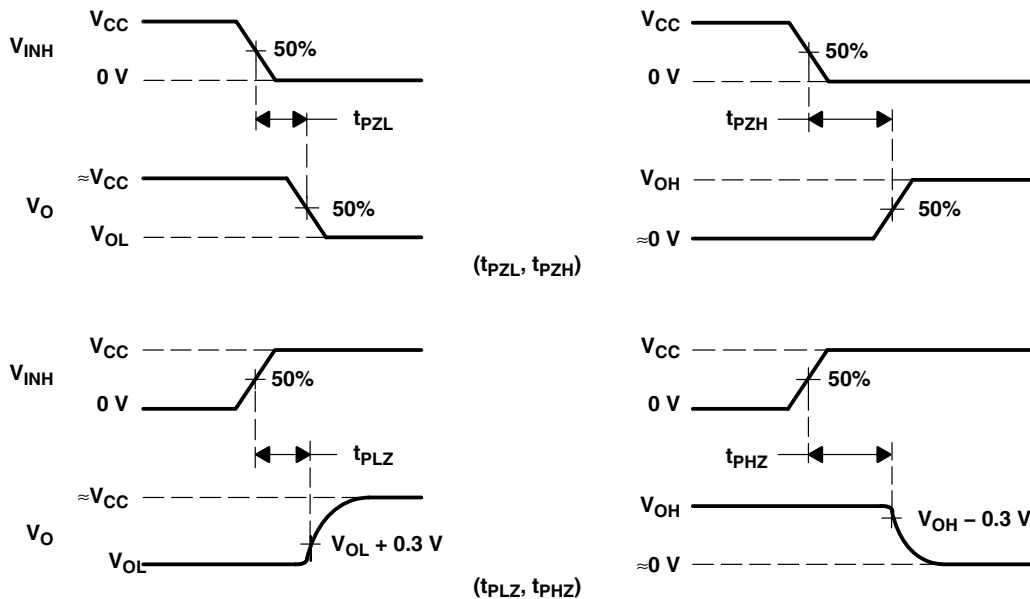 V_CC
V_INH
50%
0 V
t_PZL
≈V_CC
V_O
50%
V_OL
V_CC
50%
0 V
t_PZH
V_OH
50%
≈0 V
(t_PZL, t_PZH)
V_CC
V_INH
50%
0 V
t_PLZ
≈V_CC
V_O
V_OL + 0.3 V
V_OL
V_CC
50%
0 V
t_PHZ
V_OH
V_OH − 0.3 V
≈0 V
(t_PLZ, t_PHZ)